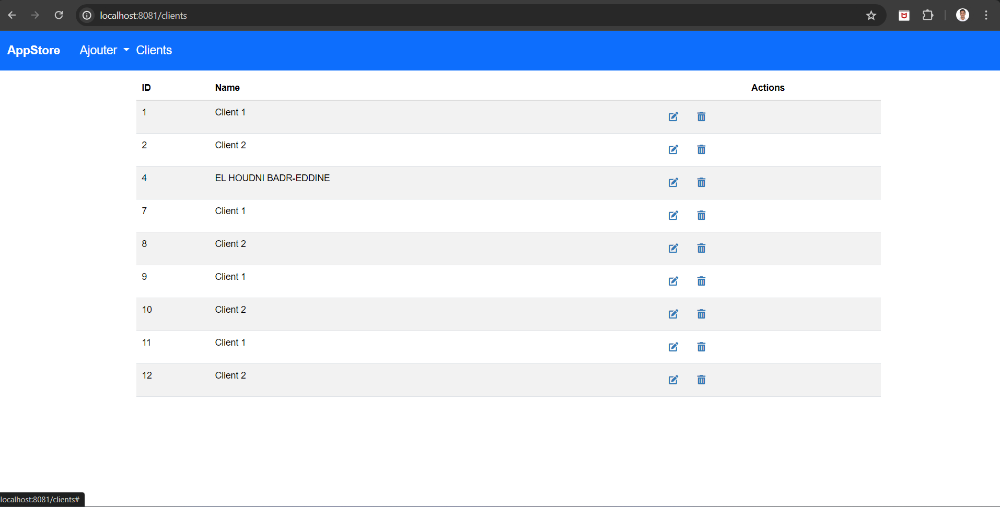 localhost:8081/clients
AppStore Ajouter Clients
ID Name Actions
1 Client 1
2 Client 2
4 EL HOUDNI BADR-EDDINE
7 Client 1
8 Client 2
9 Client 1
10 Client 2
11 Client 1
12 Client 2
localhost:8081/clients#